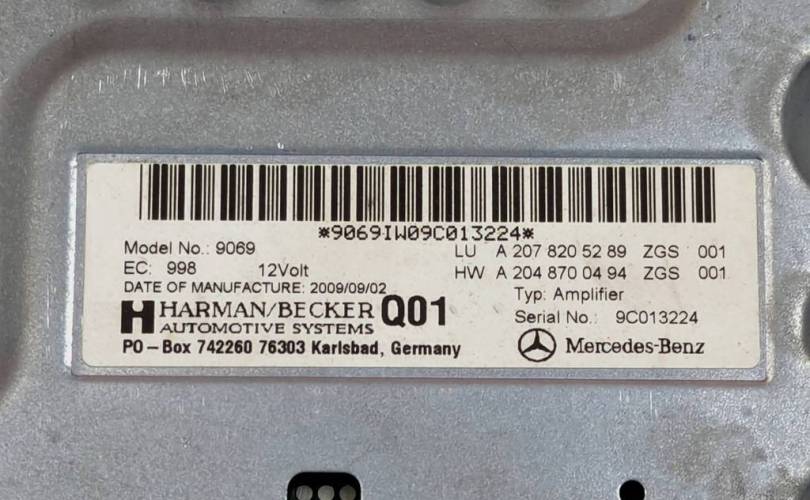 *9069IW09C013224*
Model No.: 9069
LU A 207 820 52 89 ZGS 001
EC: 998 12Volt
HW A 204 870 04 94 ZGS 001
DATE OF MANUFACTURE: 2009/09/02
Typ: Amplifier
HARMAN/BECKER Q01
AUTOMOTIVE SYSTEMS
Serial No.: 9C013224
PO-Box 742260 76303 Karlsbad, Germany
Mercedes-Benz